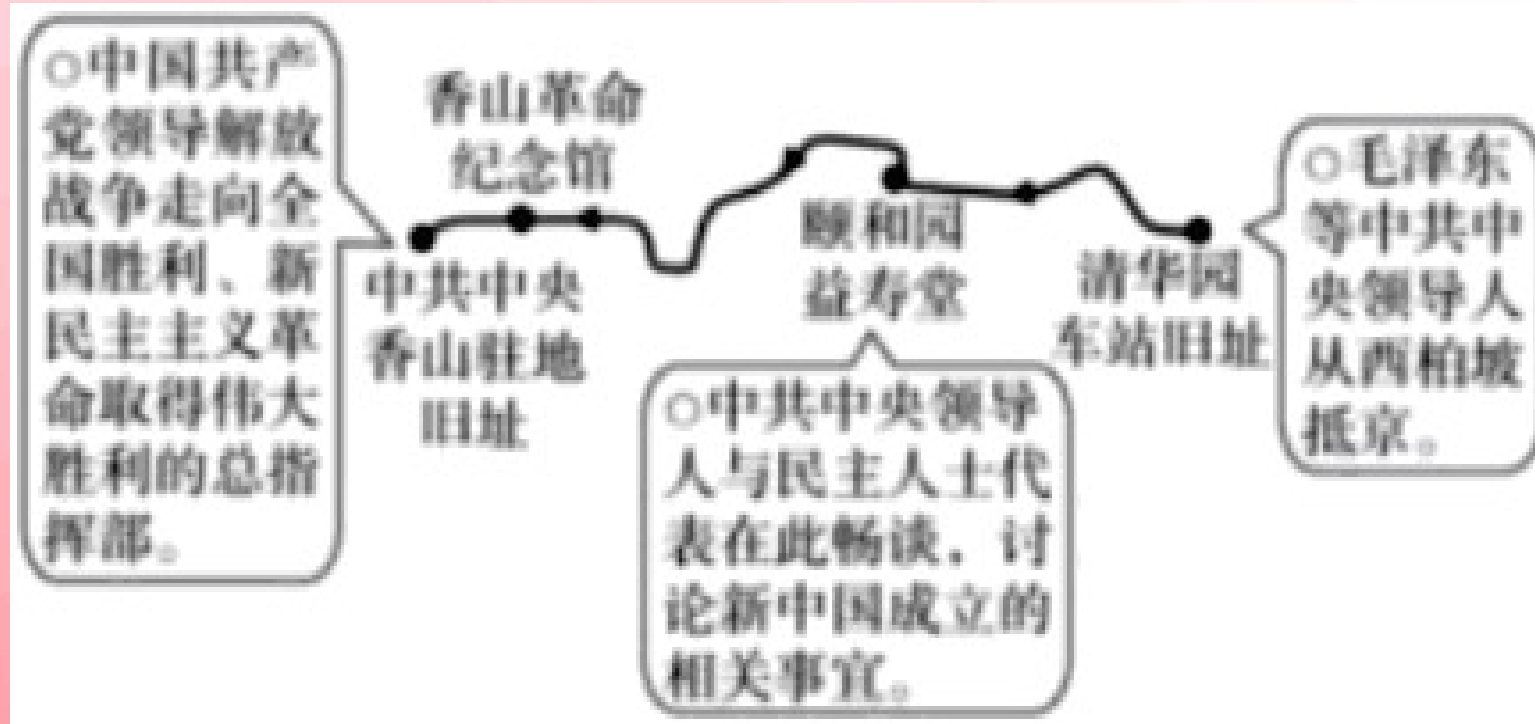 ○中国共产
党领导解放
战争走向全
国胜利、新
民主主义革
命取得伟大
胜利的总指
挥部。
香山革命
纪念馆
中共中央
香山驻地
旧址
颐和园
益寿堂
○中共中央领导
人与民主人士代
表在此畅谈，讨
论新中国成立的
相关事宜。
清华园
车站旧址
○毛泽东
等中共中
央领导人
从西柏坡
抵京。